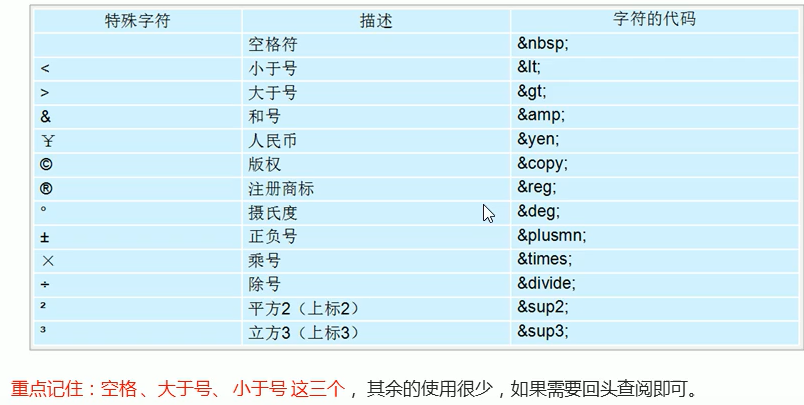 特殊字符 描述 字符的代码
空格符 &nbsp;
< 小于号 &lt;
> 大于号 &gt;
& 和号 &amp;
￥ 人民币 &yen;
© 版权 &copy;
® 注册商标 &reg;
° 摄氏度 &deg;
± 正负号 &plusmn;
× 乘号 &times;
÷ 除号 &divide;
² 平方2（上标2） &sup2;
³ 立方3（上标3） &sup3;
重点记住：空格、大于号、小于号 这三个，其余的使用很少，如果需要回头查阅即可。